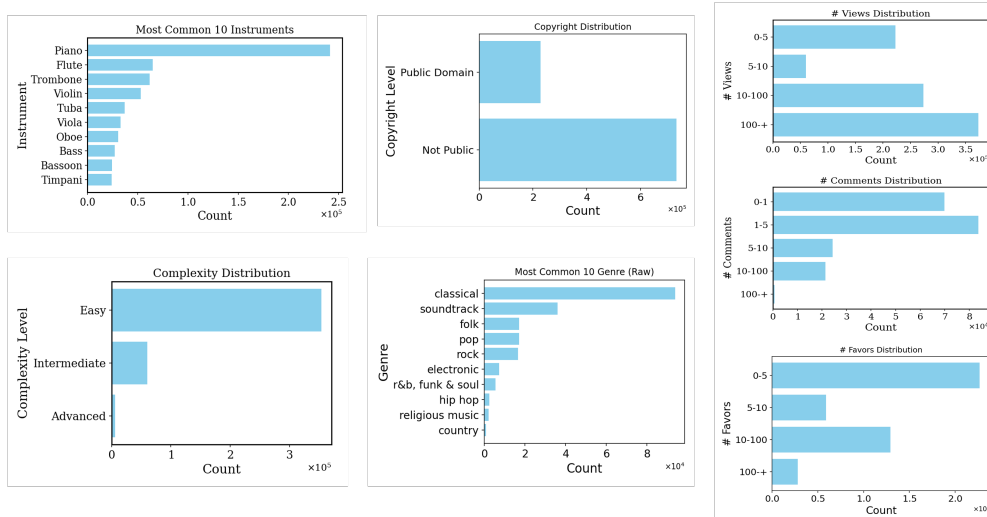 Most Common 10 Instruments
Instrument
Piano
Flute
Trombone
Violin
Tuba
Viola
Oboe
Bass
Bassoon
Timpani
0.0 0.5 1.0 1.5 2.0 2.5
×10⁵
Count
Copyright Distribution
Copyright Level
Public Domain
Not Public
0 2 4 6
×10⁵
Count
# Views Distribution
# Views
0-5
5-10
10-100
100-+
0.0 0.5 1.0 1.5 2.0 2.5 3.0 3.5
Count
# Comments Distribution
# Comments
0-1
1-5
5-10
10-100
100-+
0 1 2 3 4 5 6 7 8
Count
Complexity Distribution
Complexity Level
Easy
Intermediate
Advanced
0 1 2 3
×10⁵
Count
Most Common 10 Genre (Raw)
Genre
classical
soundtrack
folk
pop
rock
electronic
r&b, funk & soul
hip hop
religious music
country
0 2 4 6 8
×10⁴
Count
# Favors Distribution
# Favors
0-5
5-10
10-100
100-+
0.0 0.5 1.0 1.5 2.0
Count